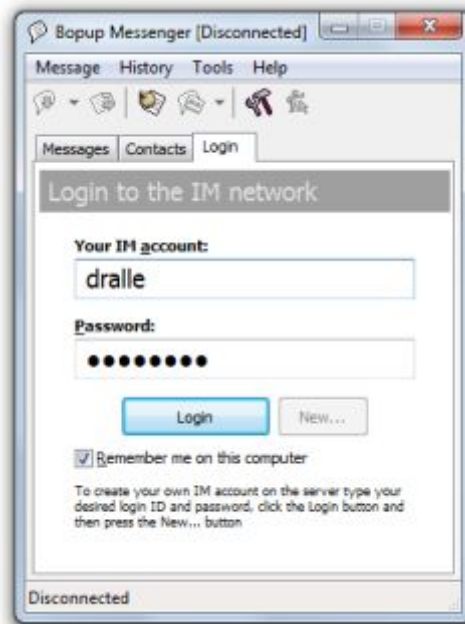 Bopup Messenger [Disconnected]
Message History Tools Help
Messages Contacts Login
Login to the IM network
Your IM account:
dralle
Password:
●●●●●●●●
Login New...
Remember me on this computer
To create your own IM account on the server type your
desired login ID and password, click the Login button and
then press the New... button
Disconnected